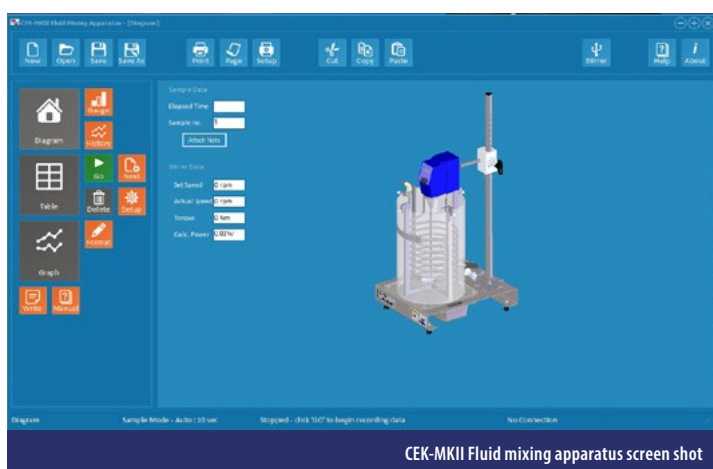 CEK-MKII Fluid Mixing Apparatus - [Diagram]
New Open Save Save As Print Page Setup Cut Copy Paste Stirrer Help About
Diagram
Gauge
History
Table
Go
Next
Delete
Setup
Graph
Format
Write
Manual
Sample Data
Elapsed Time
Sample no. 1
Attach Note
Stirrer Data
Set Speed 0 rpm
Actual Speed 0 rpm
Torque 0 Nm
Calc. Power 0.00 W
Diagram Sample Mode - Auto : 10 sec Stopped - click 'GO' to begin recording data No Connection
CEK-MKII Fluid mixing apparatus screen shot